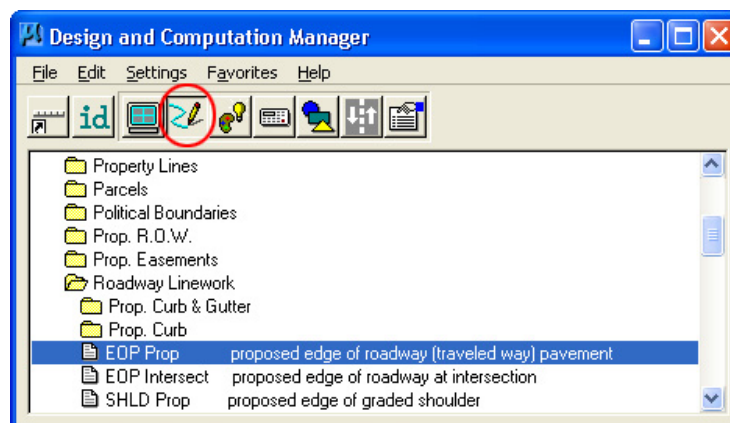 Design and Computation Manager
File Edit Settings Favorites Help
id
Property Lines
Parcels
Political Boundaries
Prop. R.O.W.
Prop. Easements
Roadway Linework
Prop. Curb & Gutter
Prop. Curb
EOP Prop proposed edge of roadway (traveled way) pavement
EOP Intersect proposed edge of roadway at intersection
SHLD Prop proposed edge of graded shoulder